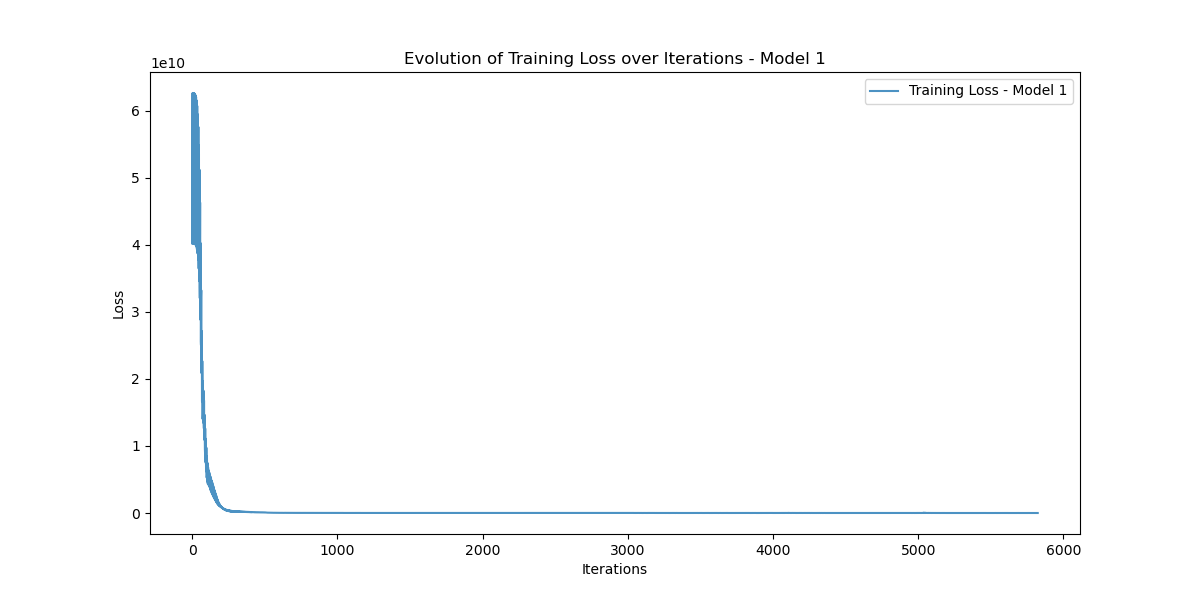 Evolution of Training Loss over Iterations - Model 1
1e10
Training Loss - Model 1
6
5
4
3
2
1
0
Loss
0 1000 2000 3000 4000 5000 6000
Iterations